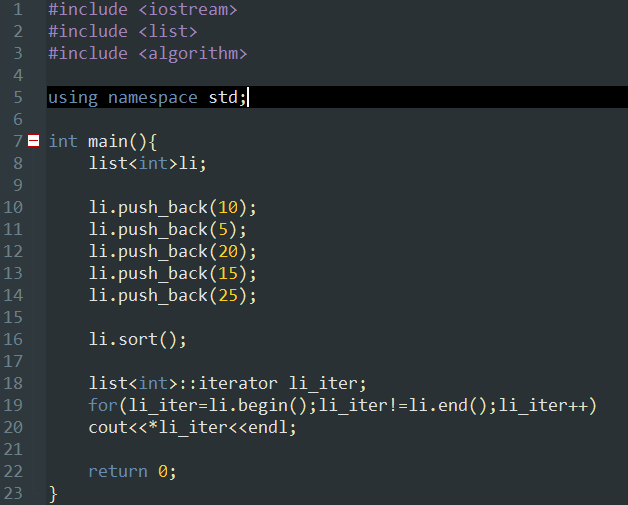 1 #include <iostream>
2 #include <list>
3 #include <algorithm>
4
5 using namespace std;
6
7 int main(){
8     list<int>li;
9
10     li.push_back(10);
11     li.push_back(5);
12     li.push_back(20);
13     li.push_back(15);
14     li.push_back(25);
15
16     li.sort();
17
18     list<int>::iterator li_iter;
19     for(li_iter=li.begin();li_iter!=li.end();li_iter++)
20     cout<<*li_iter<<endl;
21
22     return 0;
23 }